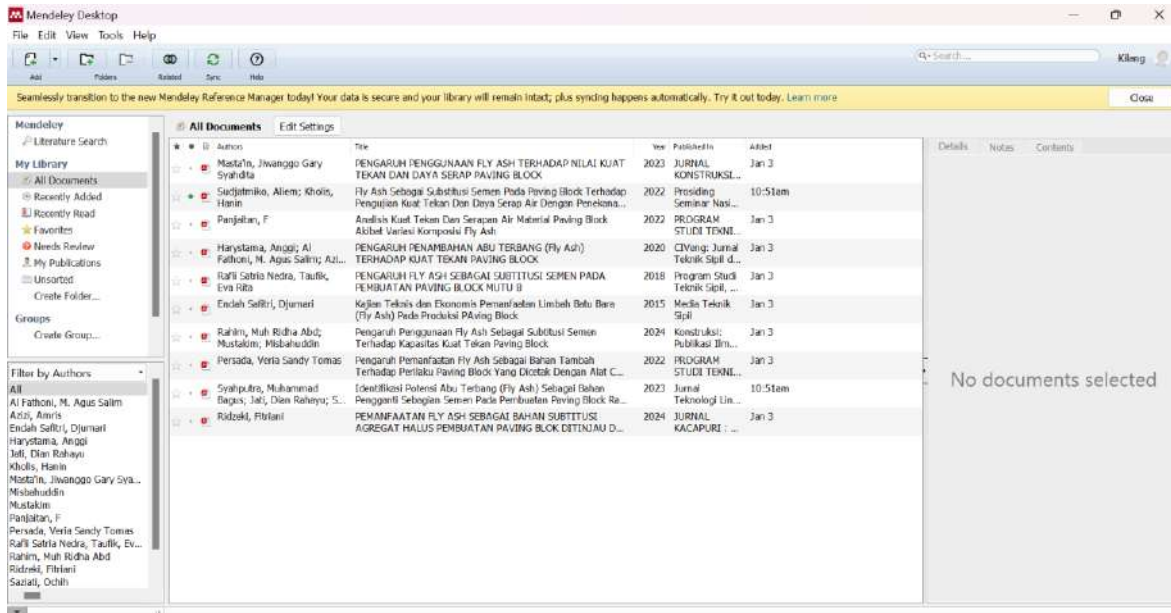 Mendeley Desktop
File Edit View Tools Help
Add Folders Related Sync Help
Search...
Kilang
Seamlessly transition to the new Mendeley Reference Manager today! Your data is secure and your library will remain intact; plus syncing happens automatically. Try it out today. Learn more
Close
Mendeley
Literature Search
My Library
All Documents
Recently Added
Recently Read
Favorites
Needs Review
My Publications
Unsorted
Create Folder...
Groups
Create Group...
Filter by Authors
All
Al Fathoni, M. Agus Salim
Azizi, Amris
Endah Safitri, Djumari
Harystama, Anggi
Jati, Dian Rahayu
Kholis, Hanin
Masta'in, Jiwanggo Gary Sya...
Misbahuddin
Mustakim
Panjaitan, F
Persada, Veria Sandy Tomas
Rafli Satria Nedra, Taufik, Ev...
Rahim, Muh Ridha Abd
Ridzeki, Fitriani
Saziati, Ochih
All Documents Edit Settings
Authors Title Year Published In Added
Masta'in, Jiwanggo Gary PENGARUH PENGGUNAAN FLY ASH TERHADAP NILAI KUAT 2023 JURNAL Jan 3
Syahdita TEKAN DAN DAYA SERAP PAVING BLOCK KONSTRUKSI...
Sudjatmiko, Aliem; Kholis, Fly Ash Sebagai Substitusi Semen Pada Paving Block Terhadap 2022 Prosiding 10:51am
Hanin Pengujian Kuat Tekan Dan Daya Serap Air Dengan Penekana... Seminar Nasi...
Panjaitan, F Analisis Kuat Tekan Dan Serapan Air Material Paving Block 2022 PROGRAM Jan 3
Akibat Variasi Komposisi Fly Ash STUDI TEKNI...
Harystama, Anggi; Al PENGARUH PENAMBAHAN ABU TERBANG (Fly Ash) 2020 CIVeng: Jurnal Jan 3
Fathoni, M. Agus Salim; Azi... TERHADAP KUAT TEKAN PAVING BLOCK Teknik Sipil d...
Rafli Satria Nedra, Taufik, PENGARUH FLY ASH SEBAGAI SUBTITUSI SEMEN PADA 2018 Program Studi Jan 3
Eva Rita PEMBUATAN PAVING BLOCK MUTU B Teknik Sipil, ...
Endah Safitri, Djumari Kajian Teknis dan Ekonomis Pemanfaatan Limbah Batu Bara 2015 Media Teknik Jan 3
(Fly Ash) Pada Produksi PAving Block Sipil
Rahim, Muh Ridha Abd; Pengaruh Penggunaan Fly Ash Sebagai Subtitusi Semen 2024 Konstruksi: Jan 3
Mustakim; Misbahuddin Terhadap Kapasitas Kuat Tekan Paving Block Publikasi Ilm...
Persada, Veria Sandy Tomas Pengaruh Pemanfaatan Fly Ash Sebagai Bahan Tambah 2022 PROGRAM Jan 3
Terhadap Perilaku Paving Block Yang Dicetak Dengan Alat C... STUDI TEKNI...
Syahputra, Muhammad Identifikasi Potensi Abu Terbang (Fly Ash) Sebagai Bahan 2023 Jurnal 10:51am
Bagus; Jati, Dian Rahayu; S... Pengganti Sebagian Semen Pada Pembuatan Paving Block Ra... Teknologi Lin...
Ridzeki, Fitriani PEMANFAATAN FLY ASH SEBAGAI BAHAN SUBTITUSI 2024 JURNAL Jan 3
AGREGAT HALUS PEMBUATAN PAVING BLOK DITINJAU D... KACAPURI : ...
Details Notes Contents
No documents selected